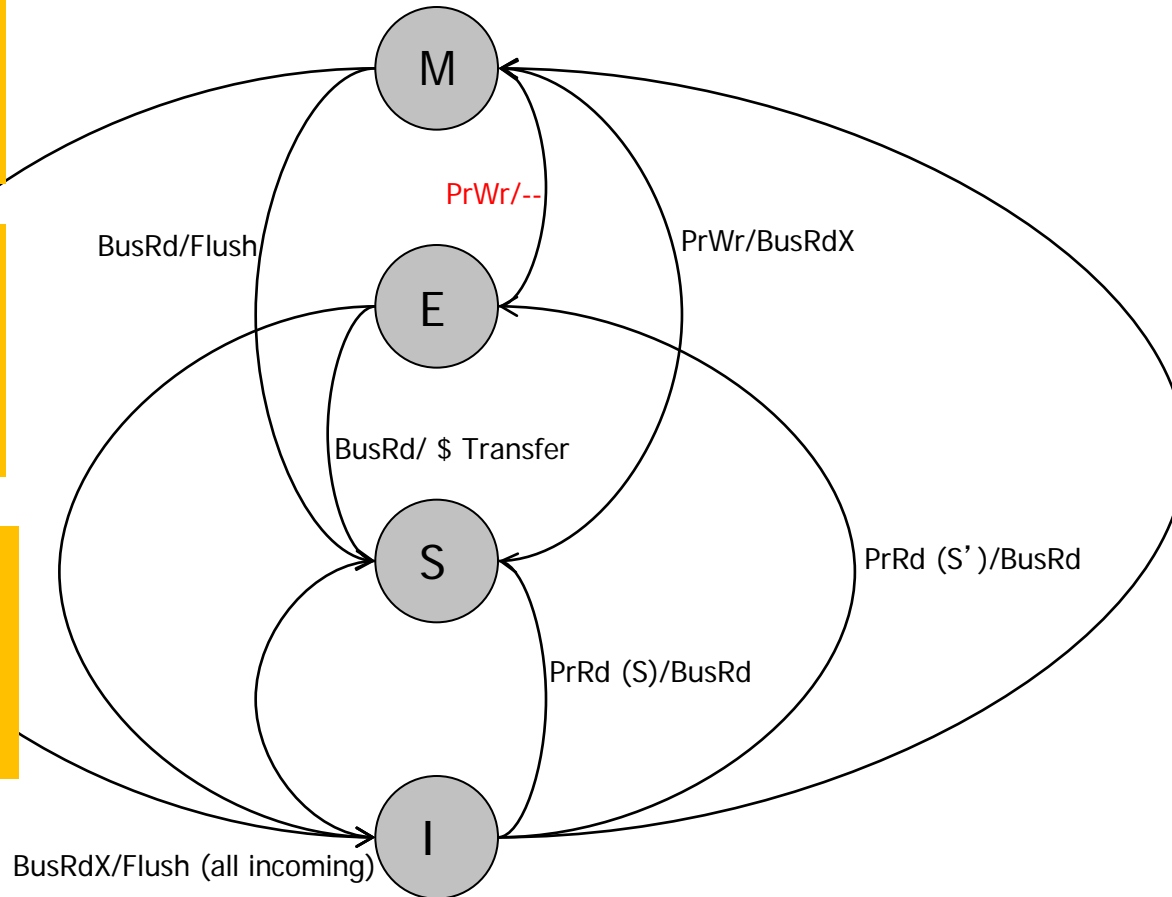 M
PrWr/--
BusRd/Flush
PrWr/BusRdX
E
BusRd/ $ Transfer
S
PrRd (S’)/BusRd
PrRd (S)/BusRd
I
BusRdX/Flush (all incoming)